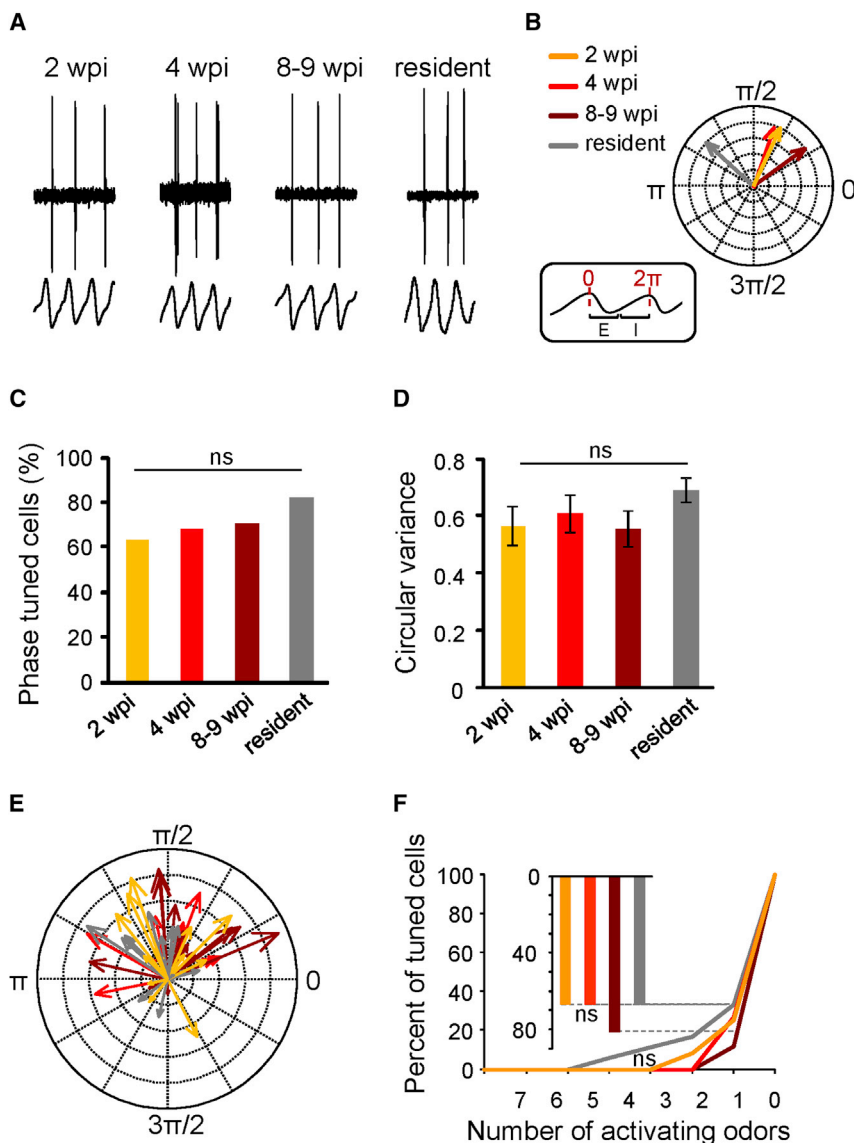 A
2 wpi
4 wpi
8-9 wpi
resident
B
2 wpi
4 wpi
8-9 wpi
resident
π/2
π
0
3π/2
0
2π
E
I
C
Phase tuned cells (%)
100
80
60
40
20
0
ns
2 wpi
4 wpi
8-9 wpi
resident
D
Circular variance
0.8
0.6
0.4
0.2
0
ns
2 wpi
4 wpi
8-9 wpi
resident
E
π/2
π
0
3π/2
F
Percent of tuned cells
100
80
60
40
20
0
0
40
80
ns
ns
7 6 5 4 3 2 1 0
Number of activating odors